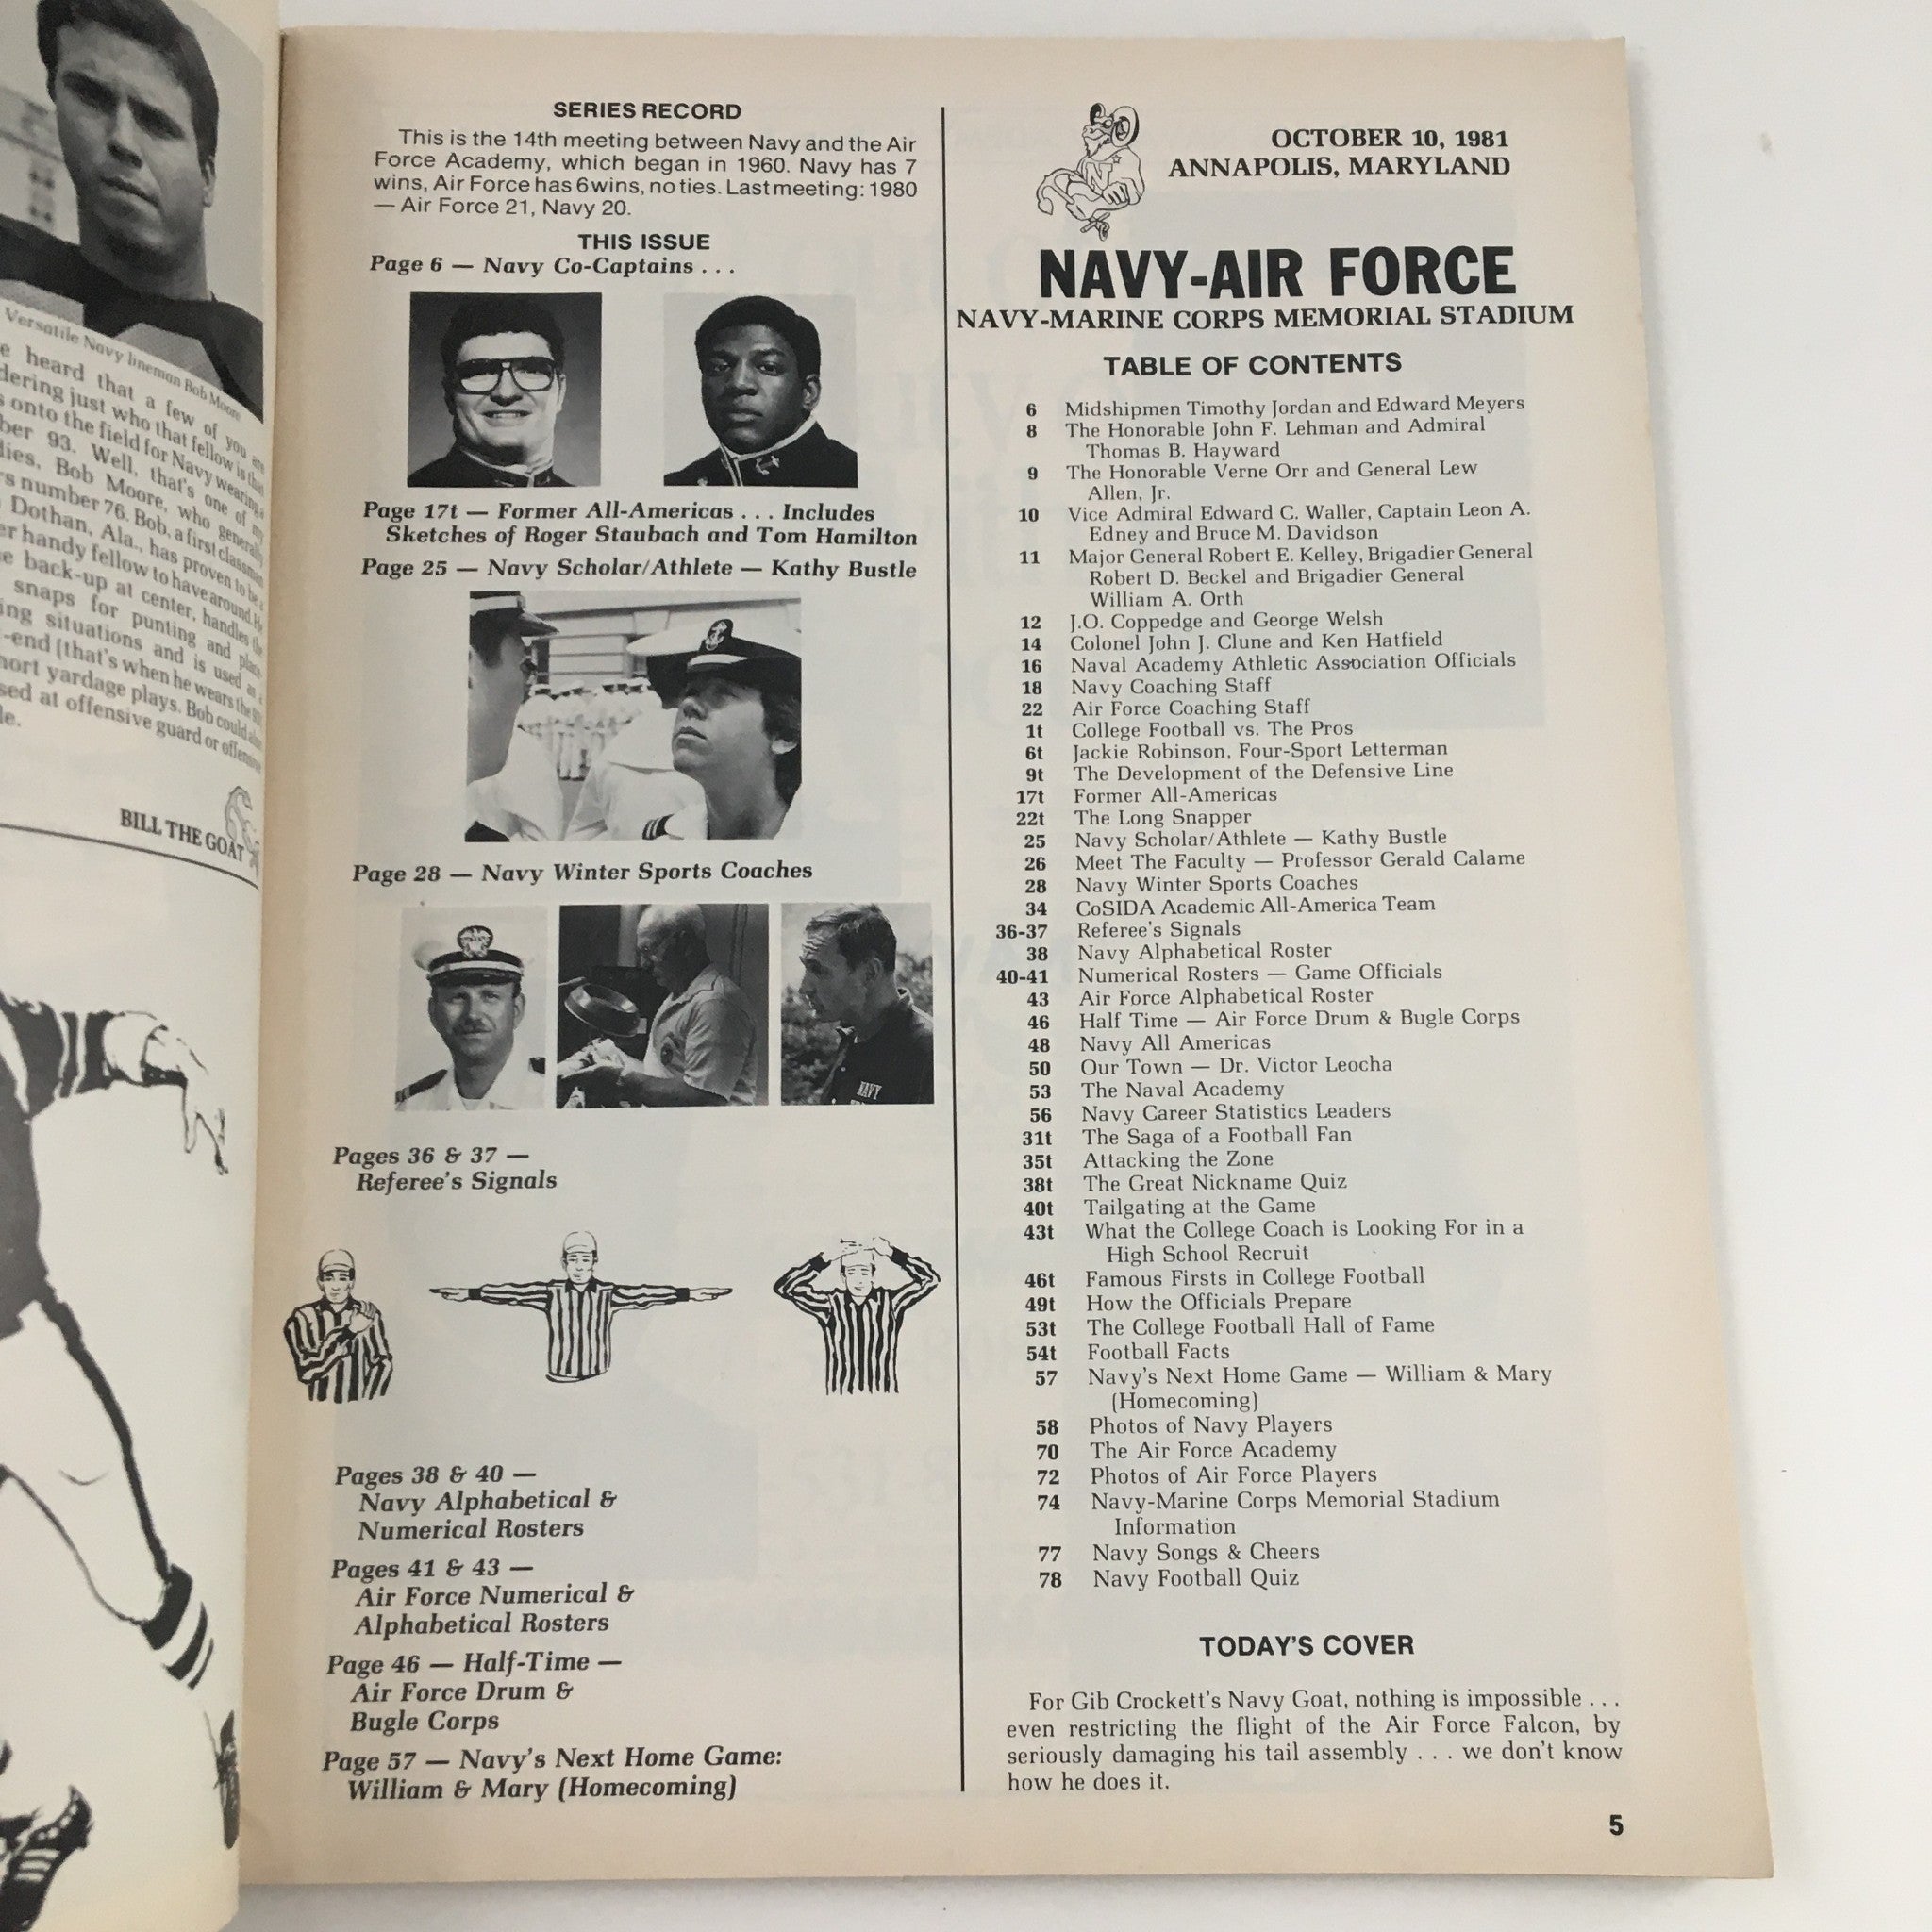 Versatile Navy lineman Bob Moore
heard that a few of you are
just who that fellow is that
onto the field for Navy wearing
93. Well, that's one of my
Bob Moore, who generally
number 76. Bob, a first classman
Dothan, Ala., has proven to be a
handy fellow to have around. He
back-up at center, handles the
snaps for punting and place
situations and is used as a
-end (that's when he wears the 93
yardage plays. Bob could also
at offensive guard or offensive
BILL THE GOAT
SERIES RECORD
This is the 14th meeting between Navy and the Air
Force Academy, which began in 1960. Navy has 7
wins, Air Force has 6 wins, no ties. Last meeting: 1980
— Air Force 21, Navy 20.
THIS ISSUE
Page 6 — Navy Co-Captains . . .
Page 17t — Former All-Americas . . . Includes
Sketches of Roger Staubach and Tom Hamilton
Page 25 — Navy Scholar/Athlete — Kathy Bustle
Page 28 — Navy Winter Sports Coaches
NAVY
Pages 36 & 37 —
Referee's Signals
Pages 38 & 40 —
Navy Alphabetical &
Numerical Rosters
Pages 41 & 43 —
Air Force Numerical &
Alphabetical Rosters
Page 46 — Half-Time —
Air Force Drum &
Bugle Corps
Page 57 — Navy's Next Home Game:
William & Mary (Homecoming)
OCTOBER 10, 1981
ANNAPOLIS, MARYLAND
NAVY-AIR FORCE
NAVY-MARINE CORPS MEMORIAL STADIUM
TABLE OF CONTENTS
6 Midshipmen Timothy Jordan and Edward Meyers
8 The Honorable John F. Lehman and Admiral
Thomas B. Hayward
9 The Honorable Verne Orr and General Lew
Allen, Jr.
10 Vice Admiral Edward C. Waller, Captain Leon A.
Edney and Bruce M. Davidson
11 Major General Robert E. Kelley, Brigadier General
Robert D. Beckel and Brigadier General
William A. Orth
12 J.O. Coppedge and George Welsh
14 Colonel John J. Clune and Ken Hatfield
16 Naval Academy Athletic Association Officials
18 Navy Coaching Staff
22 Air Force Coaching Staff
1t College Football vs. The Pros
6t Jackie Robinson, Four-Sport Letterman
9t The Development of the Defensive Line
17t Former All-Americas
22t The Long Snapper
25 Navy Scholar/Athlete — Kathy Bustle
26 Meet The Faculty — Professor Gerald Calame
28 Navy Winter Sports Coaches
34 CoSIDA Academic All-America Team
36-37 Referee's Signals
38 Navy Alphabetical Roster
40-41 Numerical Rosters — Game Officials
43 Air Force Alphabetical Roster
46 Half Time — Air Force Drum & Bugle Corps
48 Navy All Americas
50 Our Town — Dr. Victor Leocha
53 The Naval Academy
56 Navy Career Statistics Leaders
31t The Saga of a Football Fan
35t Attacking the Zone
38t The Great Nickname Quiz
40t Tailgating at the Game
43t What the College Coach is Looking For in a
High School Recruit
46t Famous Firsts in College Football
49t How the Officials Prepare
53t The College Football Hall of Fame
54t Football Facts
57 Navy's Next Home Game — William & Mary
(Homecoming)
58 Photos of Navy Players
70 The Air Force Academy
72 Photos of Air Force Players
74 Navy-Marine Corps Memorial Stadium
Information
77 Navy Songs & Cheers
78 Navy Football Quiz
TODAY'S COVER
For Gib Crockett's Navy Goat, nothing is impossible . . .
even restricting the flight of the Air Force Falcon, by
seriously damaging his tail assembly . . . we don't know
how he does it.
5